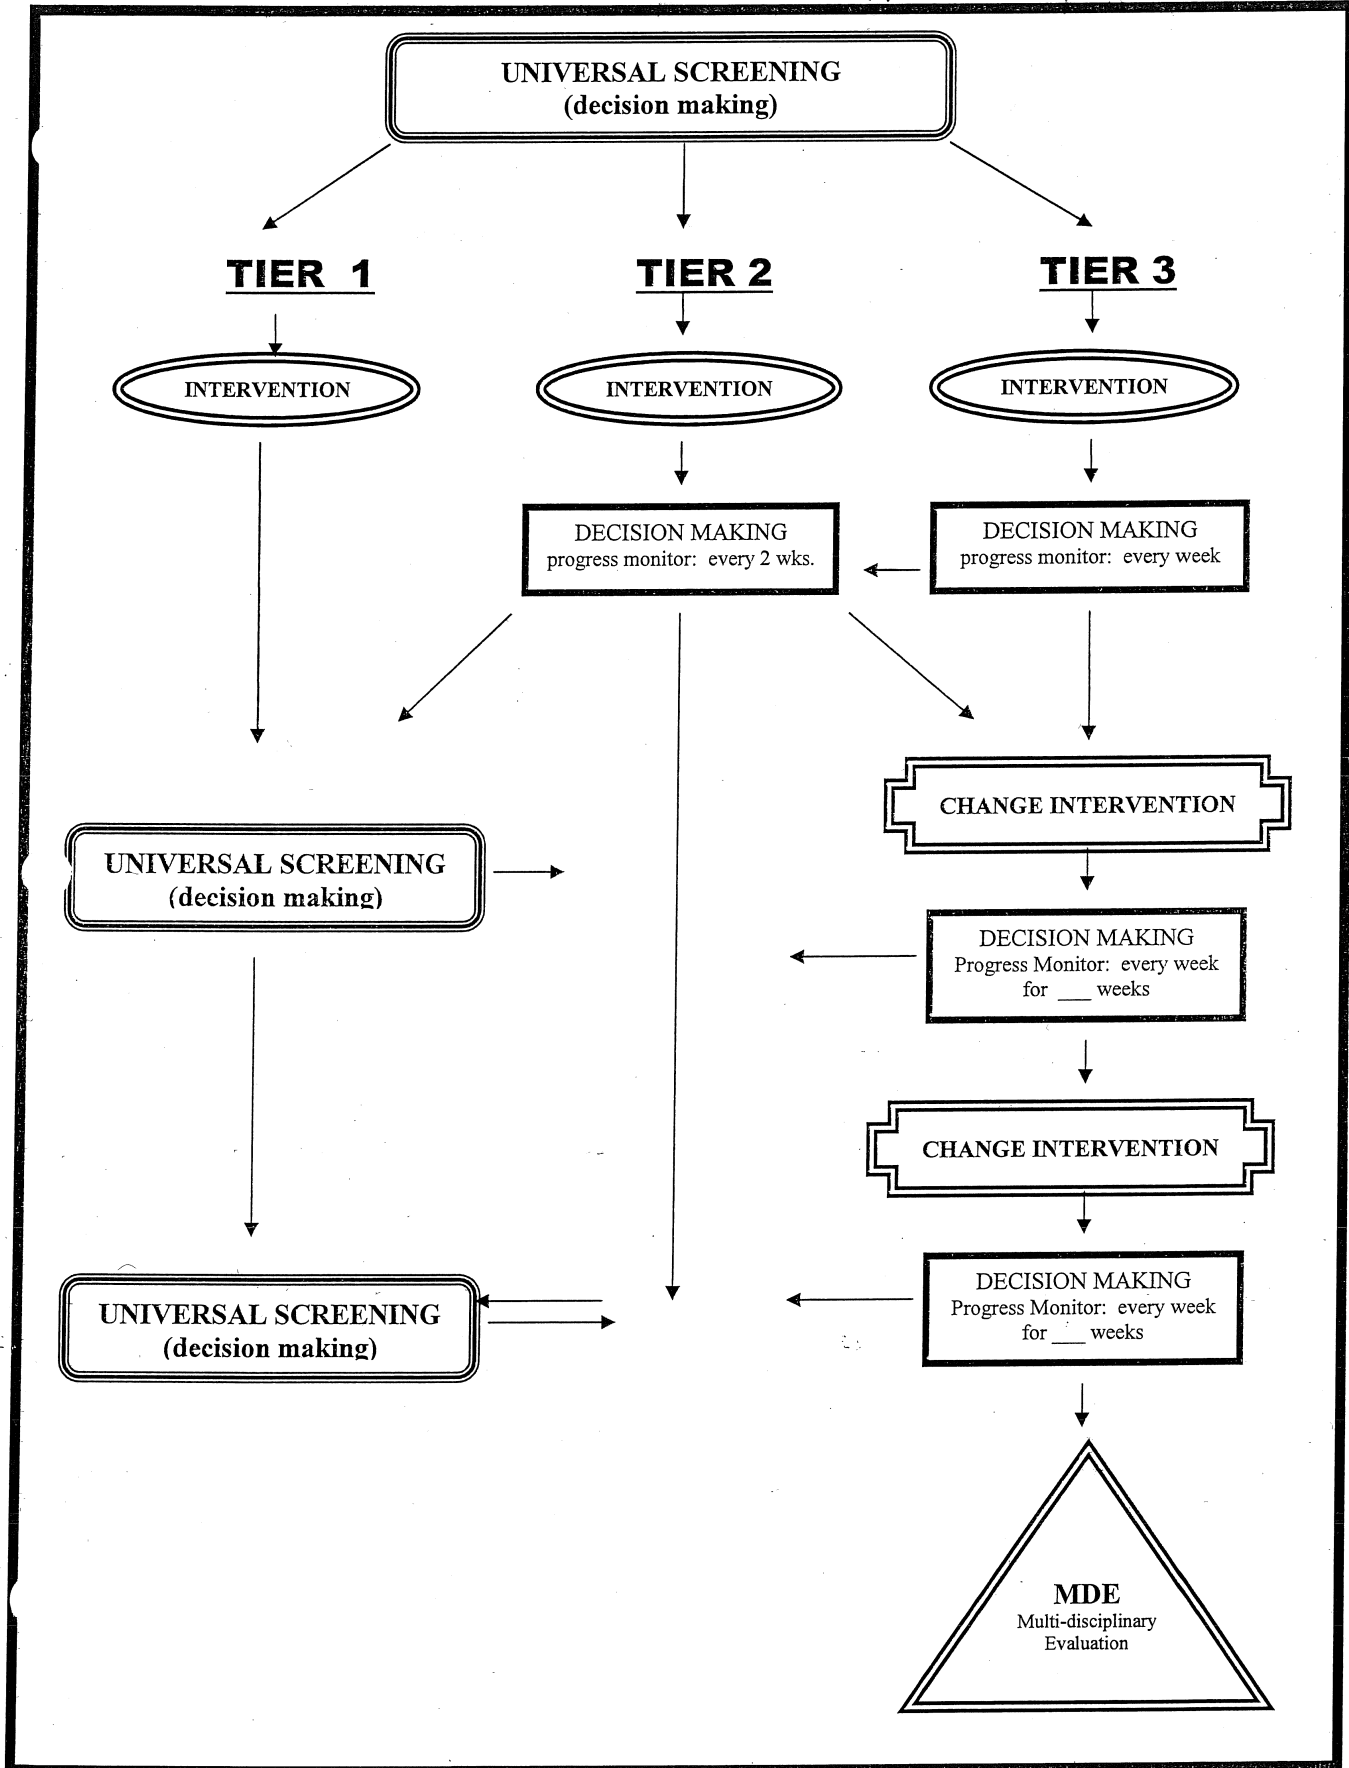 UNIVERSAL SCREENING
(decision making)
TIER 1
TIER 2
TIER 3
INTERVENTION
INTERVENTION
INTERVENTION
DECISION MAKING
progress monitor: every 2 wks.
DECISION MAKING
progress monitor: every week
CHANGE INTERVENTION
UNIVERSAL SCREENING
(decision making)
DECISION MAKING
Progress Monitor: every week
for ___ weeks
CHANGE INTERVENTION
DECISION MAKING
Progress Monitor: every week
for ___ weeks
UNIVERSAL SCREENING
(decision making)
MDE
Multi-disciplinary
Evaluation